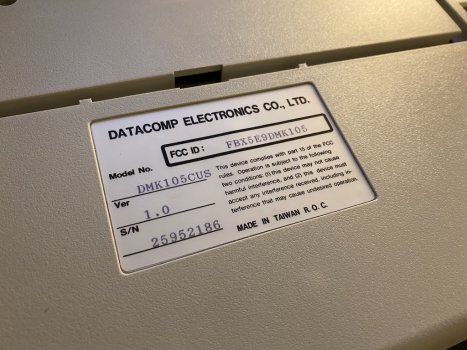 DATACOMP ELECTRONICS CO., LTD.
FCC ID: FBX5E9DMK105
Model No. DMK105CUS
Ver 1.0
S/N 25952186
This device complies with part 15 of the FCC
rules. Operation is subject to the following
two conditions: (1) this device may not cause
harmful interference, and (2) this device must
accept any interference received, including in-
terference that may cause undesired operation.
MADE IN TAIWAN R.O.C.